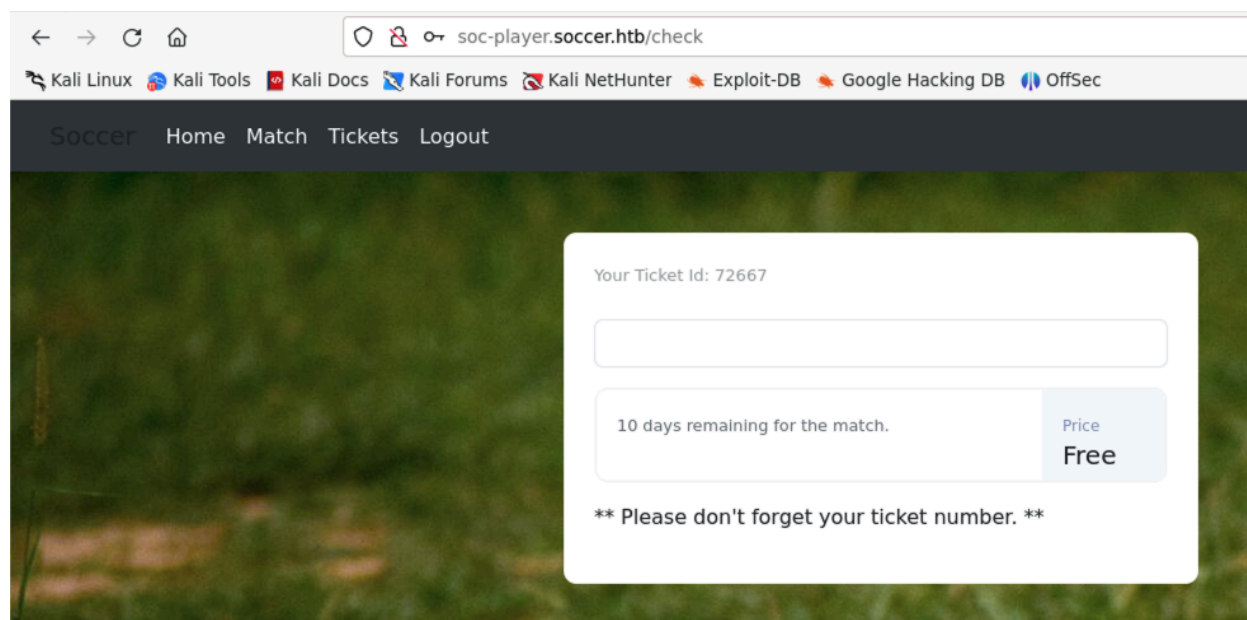 soc-player.soccer.htb/check
Kali Linux Kali Tools Kali Docs Kali Forums Kali NetHunter Exploit-DB Google Hacking DB OffSec
Soccer Home Match Tickets Logout
Your Ticket Id: 72667
10 days remaining for the match.
Price
Free
** Please don't forget your ticket number. **